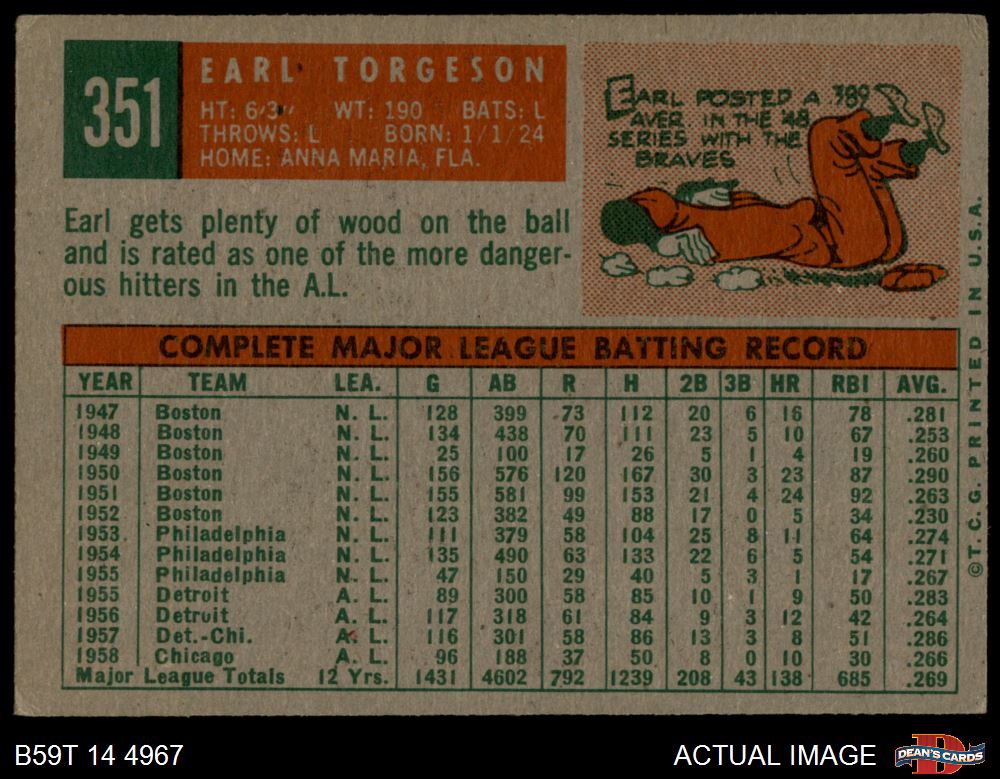 351
EARL TORGESON
HT: 6'3" WT: 190 BATS: L
THROWS: L BORN: 1/1/24
HOME: ANNA MARIA, FLA.
EARL POSTED A .389
AVER. IN THE '48
SERIES WITH THE
BRAVES
Earl gets plenty of wood on the ball
and is rated as one of the more danger-
ous hitters in the A.L.
COMPLETE MAJOR LEAGUE BATTING RECORD
YEAR TEAM LEA. G AB R H 2B 3B HR RBI AVG.
1947 Boston N. L. 128 399 73 112 20 6 16 78 .281
1948 Boston N. L. 134 438 70 111 23 5 10 67 .253
1949 Boston N. L. 25 100 17 26 5 1 4 19 .260
1950 Boston N. L. 156 576 120 167 30 3 23 87 .290
1951 Boston N. L. 155 581 99 153 21 4 24 92 .263
1952 Boston N. L. 123 382 49 88 17 0 5 34 .230
1953 Philadelphia N. L. 111 379 58 104 25 8 11 64 .274
1954 Philadelphia N. L. 135 490 63 133 22 6 5 54 .271
1955 Philadelphia N. L. 47 150 29 40 5 3 1 17 .267
1955 Detroit A. L. 89 300 58 85 10 1 9 50 .283
1956 Detroit A. L. 117 318 61 84 9 3 12 42 .264
1957 Det.-Chi. A. L. 116 301 58 86 13 3 8 51 .286
1958 Chicago A. L. 96 188 37 50 8 0 10 30 .266
Major League Totals 12 Yrs. 1431 4602 792 1239 208 43 138 685 .269
© T. C. G. PRINTED IN U.S.A.
B59T 14 4967
ACTUAL IMAGE
DEAN'S CARDS